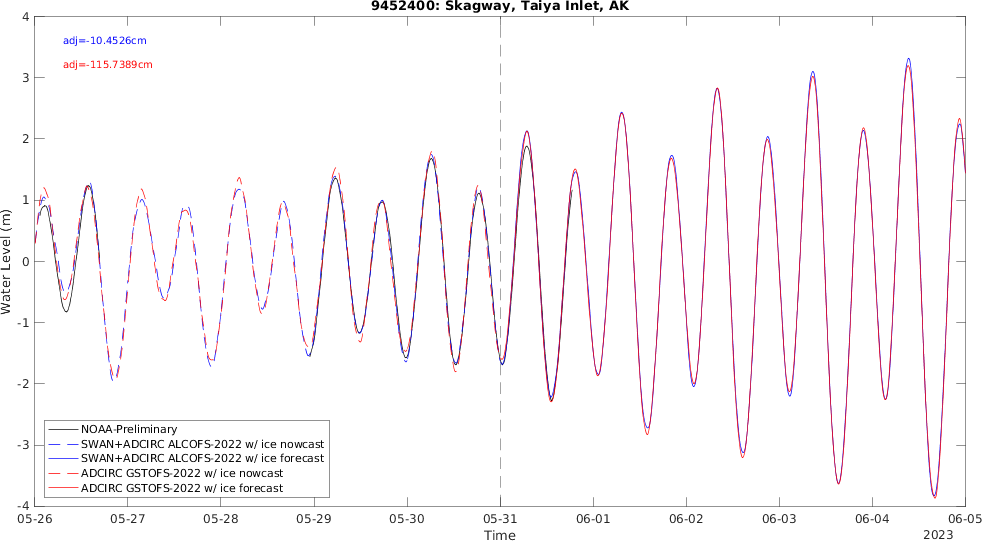 9452400: Skagway, Taiya Inlet, AK
adj=-10.4526cm
adj=-115.7389cm
Water Level (m)
4
3
2
1
0
-1
-2
-3
-4
NOAA-Preliminary
SWAN+ADCIRC ALCOFS-2022 w/ ice nowcast
SWAN+ADCIRC ALCOFS-2022 w/ ice forecast
ADCIRC GSTOFS-2022 w/ ice nowcast
ADCIRC GSTOFS-2022 w/ ice forecast
05-26 05-27 05-28 05-29 05-30 05-31 06-01 06-02 06-03 06-04 06-05
Time
2023